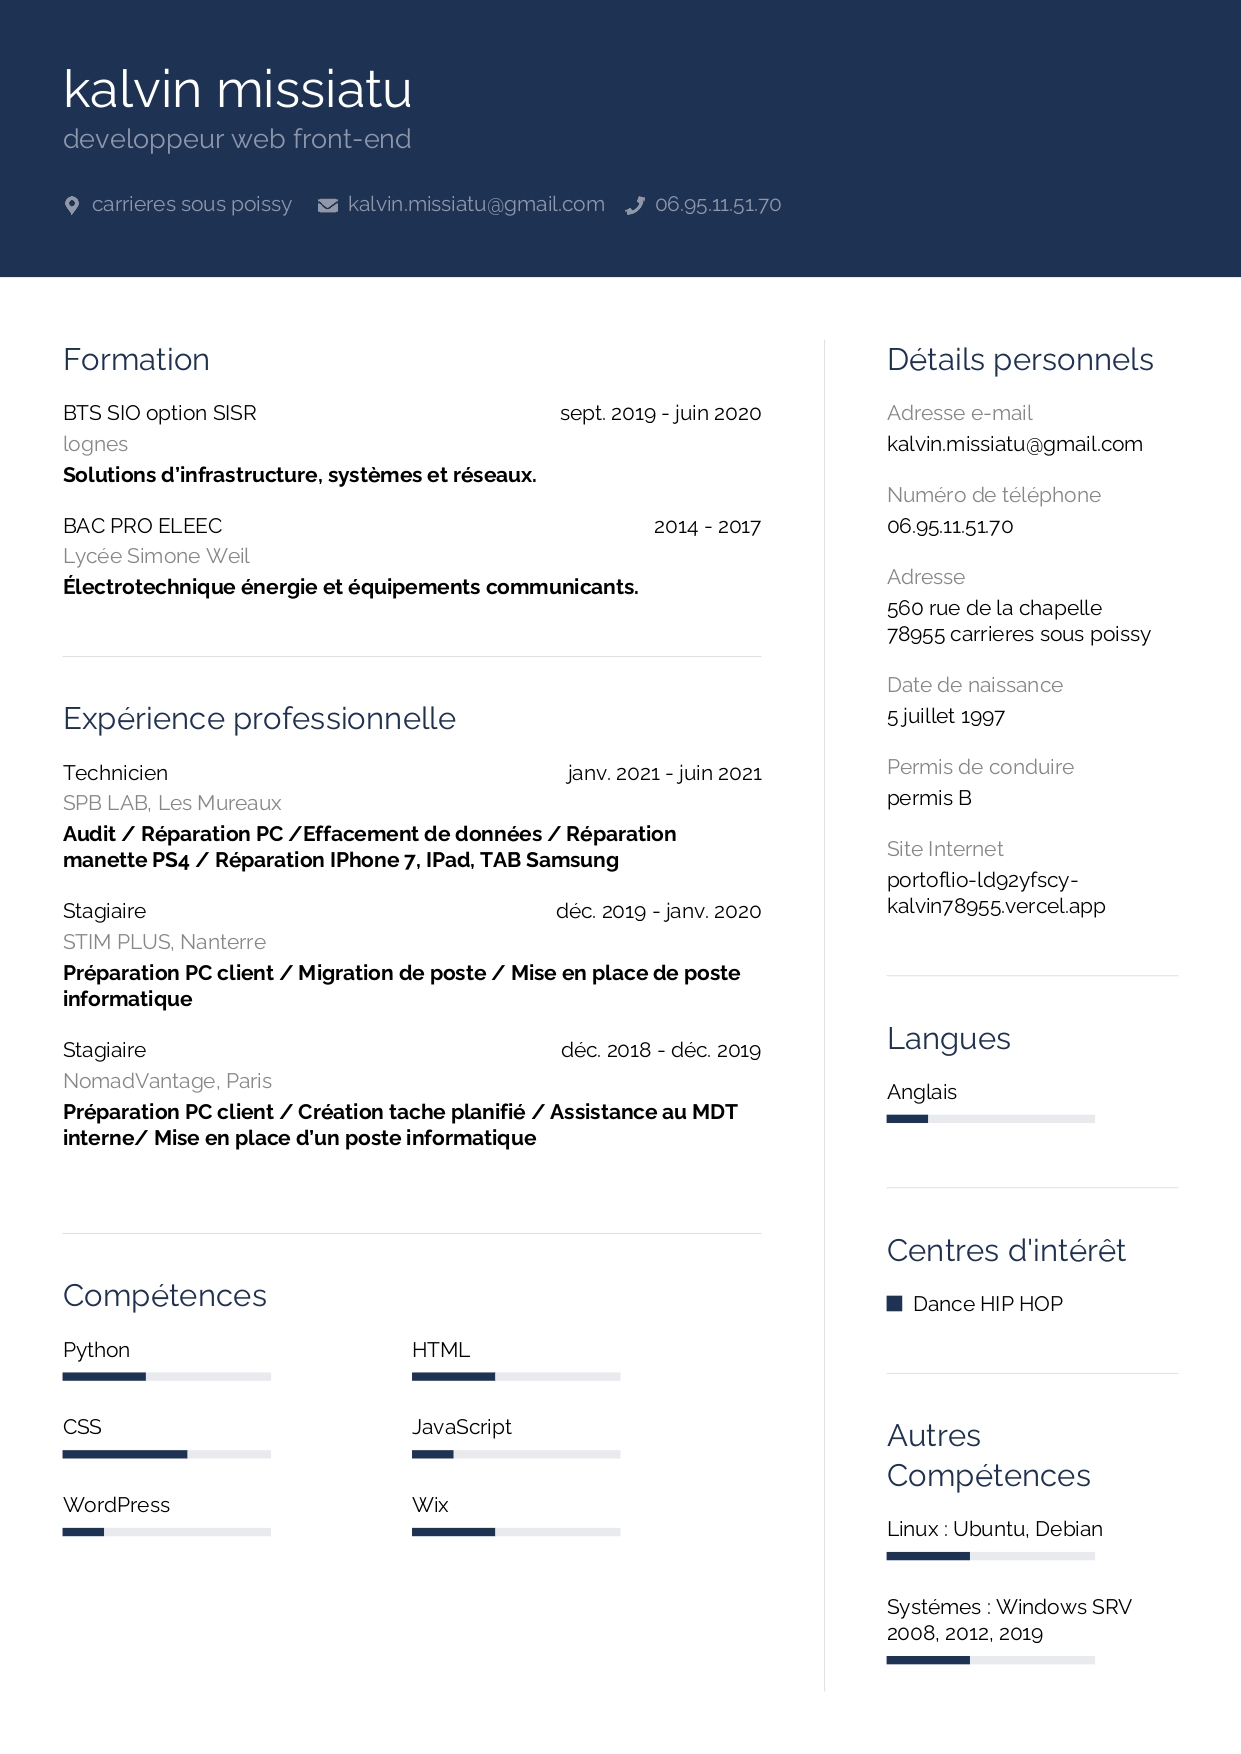 kalvin missiatu
developpeur web front-end
carrieres sous poissy kalvin.missiatu@gmail.com 06.95.11.51.70
Formation
BTS SIO option SISR sept. 2019 - juin 2020
lognes
Solutions d'infrastructure, systèmes et réseaux.
BAC PRO ELEEC 2014 - 2017
Lycée Simone Weil
Électrotechnique énergie et équipements communicants.
Expérience professionnelle
Technicien janv. 2021 - juin 2021
SPB LAB, Les Mureaux
Audit / Réparation PC /Effacement de données / Réparation
manette PS4 / Réparation IPhone 7, IPad, TAB Samsung
Stagiaire déc. 2019 - janv. 2020
STIM PLUS, Nanterre
Préparation PC client / Migration de poste / Mise en place de poste
informatique
Stagiaire déc. 2018 - déc. 2019
NomadVantage, Paris
Préparation PC client / Création tache planifié / Assistance au MDT
interne/ Mise en place d'un poste informatique
Compétences
Python HTML
CSS JavaScript
WordPress Wix
Détails personnels
Adresse e-mail
kalvin.missiatu@gmail.com
Numéro de téléphone
06.95.11.51.70
Adresse
560 rue de la chapelle
78955 carrieres sous poissy
Date de naissance
5 juillet 1997
Permis de conduire
permis B
Site Internet
portoflio-ld92yfscy-
kalvin78955.vercel.app
Langues
Anglais
Centres d'intérêt
Dance HIP HOP
Autres
Compétences
Linux : Ubuntu, Debian
Systémes : Windows SRV
2008, 2012, 2019